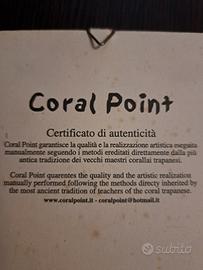 Coral Point
Certificato di autenticità
Coral Point garantisce la qualità e la realizzazione artistica eseguita
manualmente seguendo i metodi ereditati direttamente dalla più
antica tradizione dei vecchi maestri corallai trapanesi.
Coral Point quarentes the quality and the artistic realization
manually performed following the methods directy inherited by
the most ancient tradition of teachers of the coral trapanese.
www.coralpoint.it - coralpoint@hotmail.it
subito